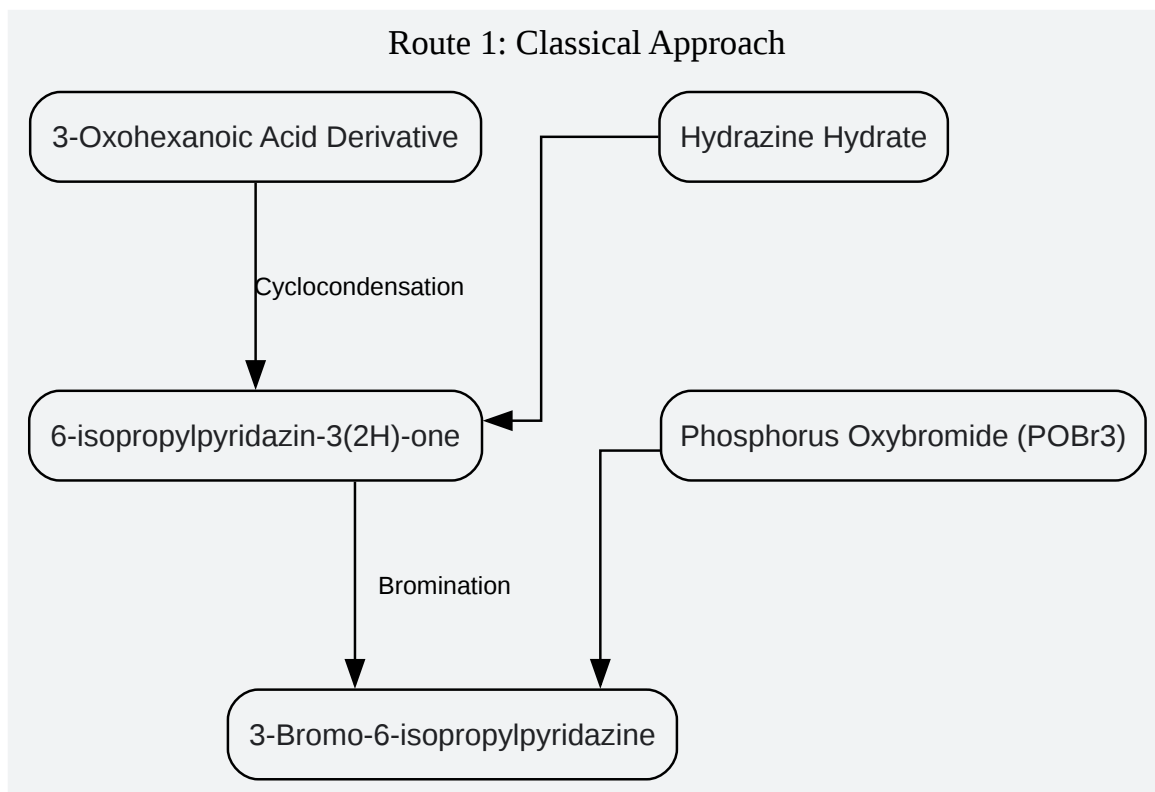 Route 1: Classical Approach
3-Oxohexanoic Acid Derivative
Hydrazine Hydrate
Cyclocondensation
6-isopropylpyridazin-3(2H)-one
Phosphorus Oxybromide (POBr3)
Bromination
3-Bromo-6-isopropylpyridazine